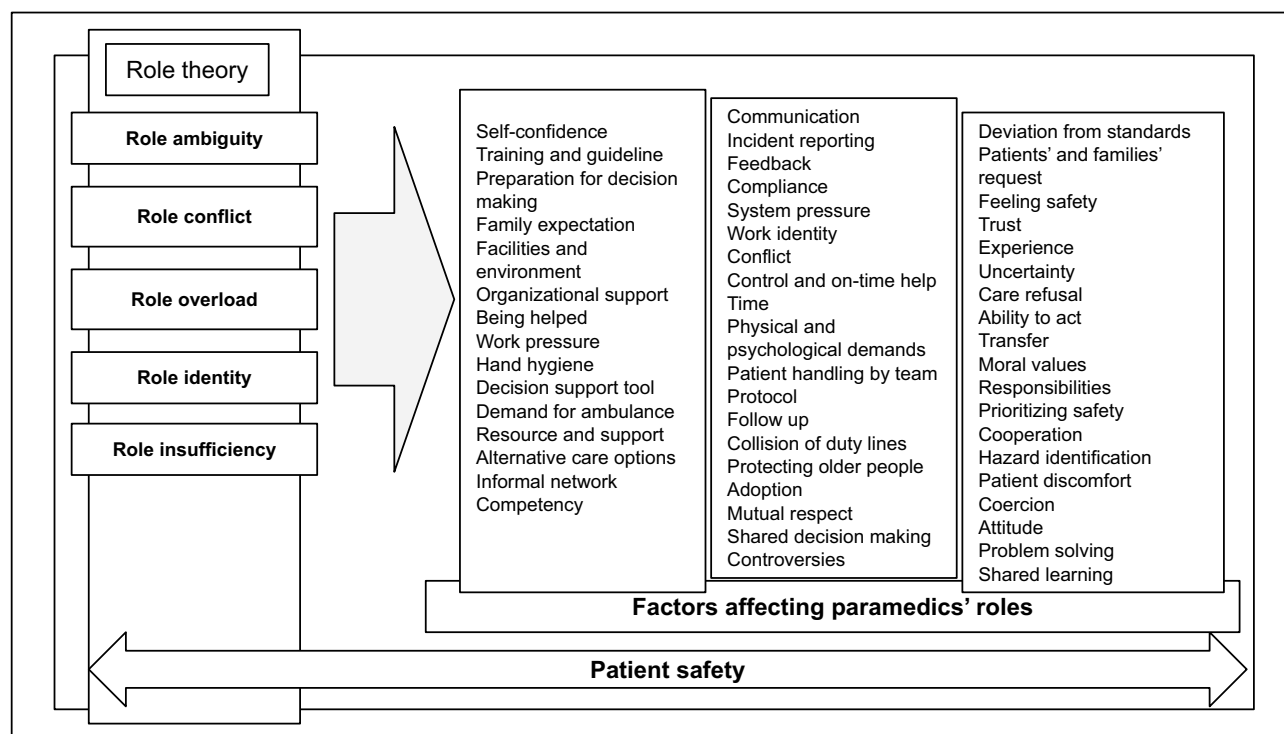 Role theory
Role ambiguity
Role conflict
Role overload
Role identity
Role insufficiency
Self-confidence
Training and guideline
Preparation for decision
making
Family expectation
Facilities and
environment
Organizational support
Being helped
Work pressure
Hand hygiene
Decision support tool
Demand for ambulance
Resource and support
Alternative care options
Informal network
Competency
Communication
Incident reporting
Feedback
Compliance
System pressure
Work identity
Conflict
Control and on-time help
Time
Physical and
psychological demands
Patient handling by team
Protocol
Follow up
Collision of duty lines
Protecting older people
Adoption
Mutual respect
Shared decision making
Controversies
Deviation from standards
Patients’ and families’
request
Feeling safety
Trust
Experience
Uncertainty
Care refusal
Ability to act
Transfer
Moral values
Responsibilities
Prioritizing safety
Cooperation
Hazard identification
Patient discomfort
Coercion
Attitude
Problem solving
Shared learning
Factors affecting paramedics’ roles
Patient safety